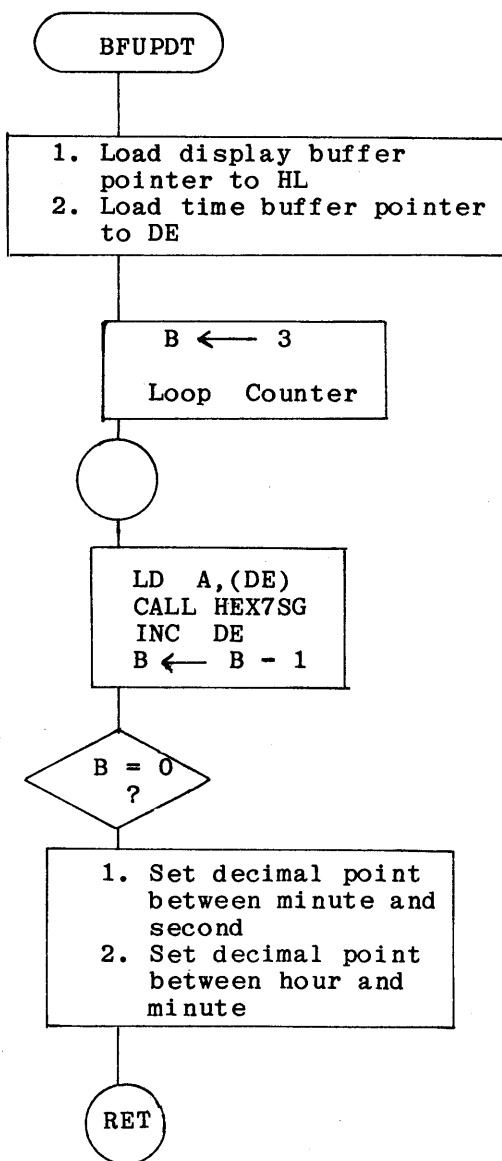 BFUPDT
1. Load display buffer
pointer to HL
2. Load time buffer pointer
to DE
B ← 3
Loop Counter
LD A,(DE)
CALL HEX7SG
INC DE
B ← B - 1
B = 0
?
1. Set decimal point
between minute and
second
2. Set decimal point
between hour and
minute
RET